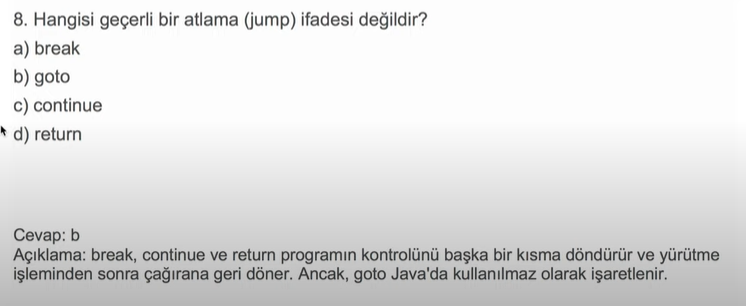 8. Hangisi geçerli bir atlama (jump) ifadesi değildir?
a) break
b) goto
c) continue
d) return
Cevap: b
Açıklama: break, continue ve return programın kontrolünü başka bir kısma döndürür ve yürütme
işleminden sonra çağırana geri döner. Ancak, goto Java'da kullanılmaz olarak işaretlenir.